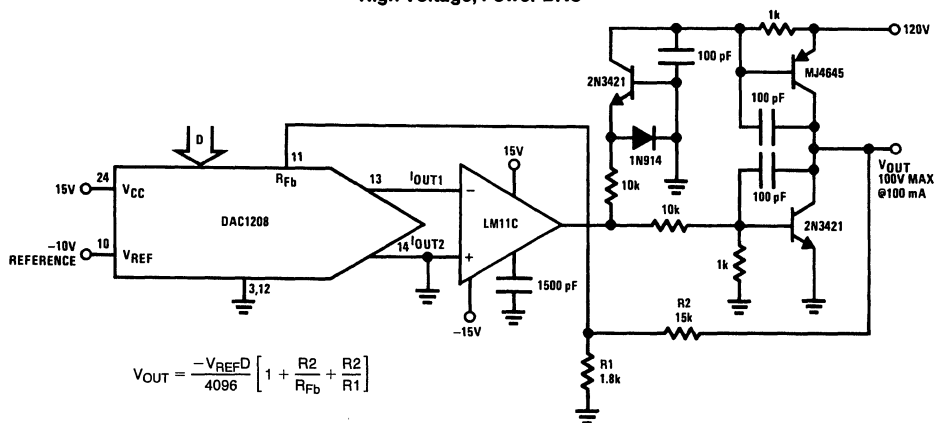 High Voltage, Power DAC
1k
120V
100 pF
2N3421
MJ4645
100 pF
D
11
RFb
15V
1N914
VOUT
100V MAX
@100 mA
24
15V
VCC
13
IOUT1
−
10k
100 pF
DAC1208
LM11C
10k
2N3421
−10V
REFERENCE
10
VREF
14
IOUT2
+
1k
3,12
1500 pF
−15V
R2
15k
R1
1.8k
VOUT = −VREFD/4096 [1 + R2/RFb + R2/R1]